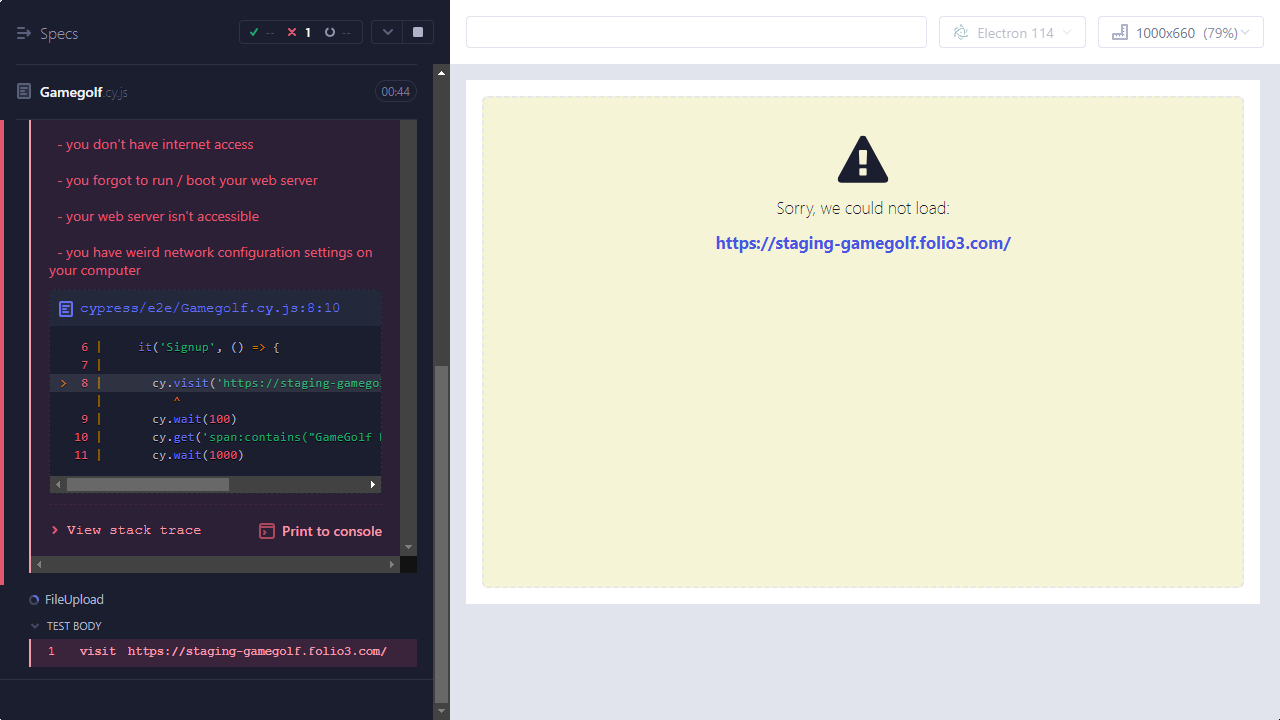 Specs
-- 1 --
Electron 114
1000x660 (79%)
Gamegolf.cy.js
00:44
- you don't have internet access
- you forgot to run / boot your web server
- your web server isn't accessible
- you have weird network configuration settings on
your computer
cypress/e2e/Gamegolf.cy.js:8:10
6 | it('Signup', () => {
7 |
> 8 | cy.visit('https://staging-gamego
| ^
9 | cy.wait(100)
10 | cy.get('span:contains("GameGolf
11 | cy.wait(1000)
> View stack trace
Print to console
FileUpload
TEST BODY
1 visit https://staging-gamegolf.folio3.com/
Sorry, we could not load:
https://staging-gamegolf.folio3.com/